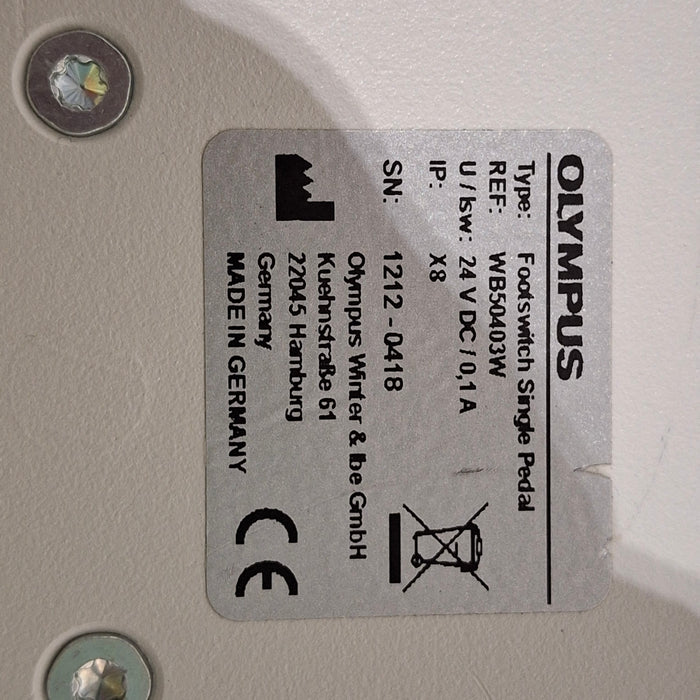 OLYMPUS
Type: Footswitch Single Pedal
REF: WB50403W
U / Isw: 24 V DC / 0,1 A
IP: X8
SN: 1212 - 0418
Olympus Winter & Ibe GmbH
Kuehnstraße 61
22045 Hamburg
Germany
MADE IN GERMANY
CE